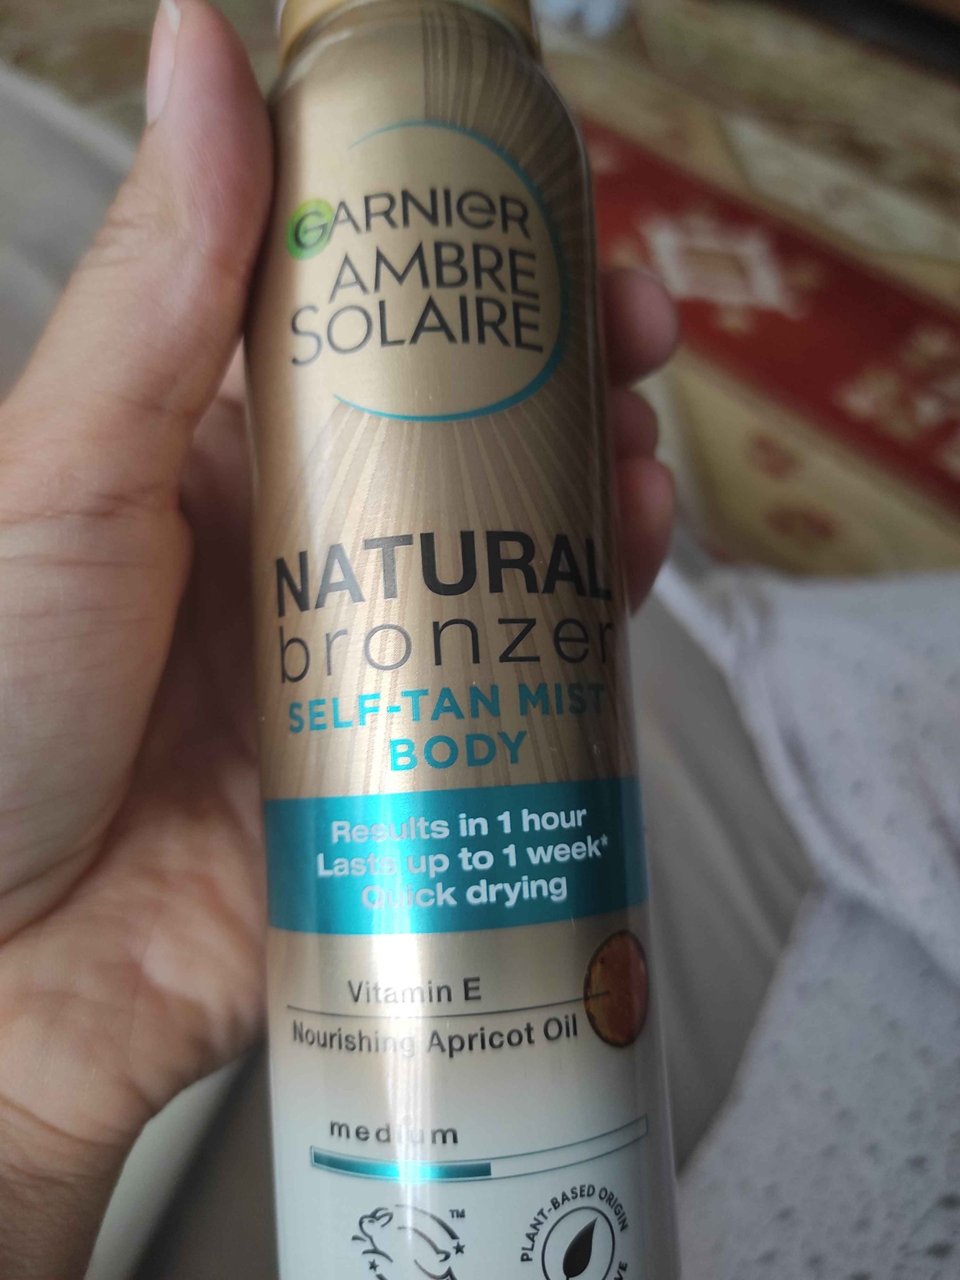 GARNIER
AMBRE
SOLAIRE
NATURAL
bronzer
SELF-TAN MIST
BODY
Results in 1 hour
Lasts up to 1 week*
Quick drying
Vitamin E
Nourishing Apricot Oil
medium
TM
PLANT-BASED ORIGIN